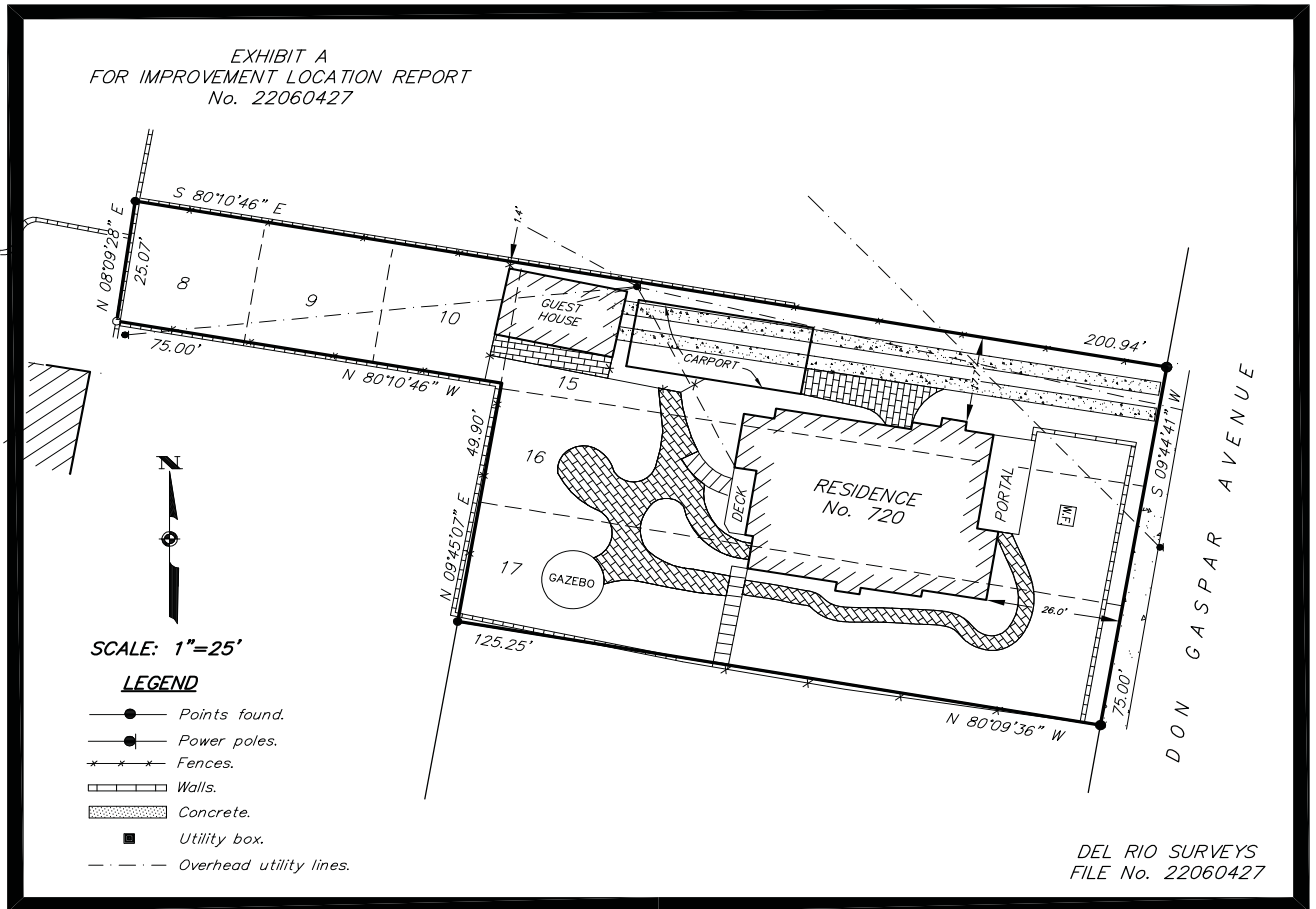 EXHIBIT A
FOR IMPROVEMENT LOCATION REPORT
No. 22060427
S 80°10'46" E
N 08°09'28" E
25.07'
8
9
10
1.4'
GUEST
HOUSE
75.00'
N 80°10'46" W
15
CARPORT
200.94'
S 09°44'41" W
DON GASPAR AVENUE
49.90'
N 09°45'07" E
16
17
GAZEBO
DECK
RESIDENCE
No. 720
PORTAL
W.F.
26.0'
125.25'
N 80°09'36" W
75.00'
N
SCALE: 1"=25'
LEGEND
Points found.
Power poles.
Fences.
Walls.
Concrete.
Utility box.
Overhead utility lines.
DEL RIO SURVEYS
FILE No. 22060427